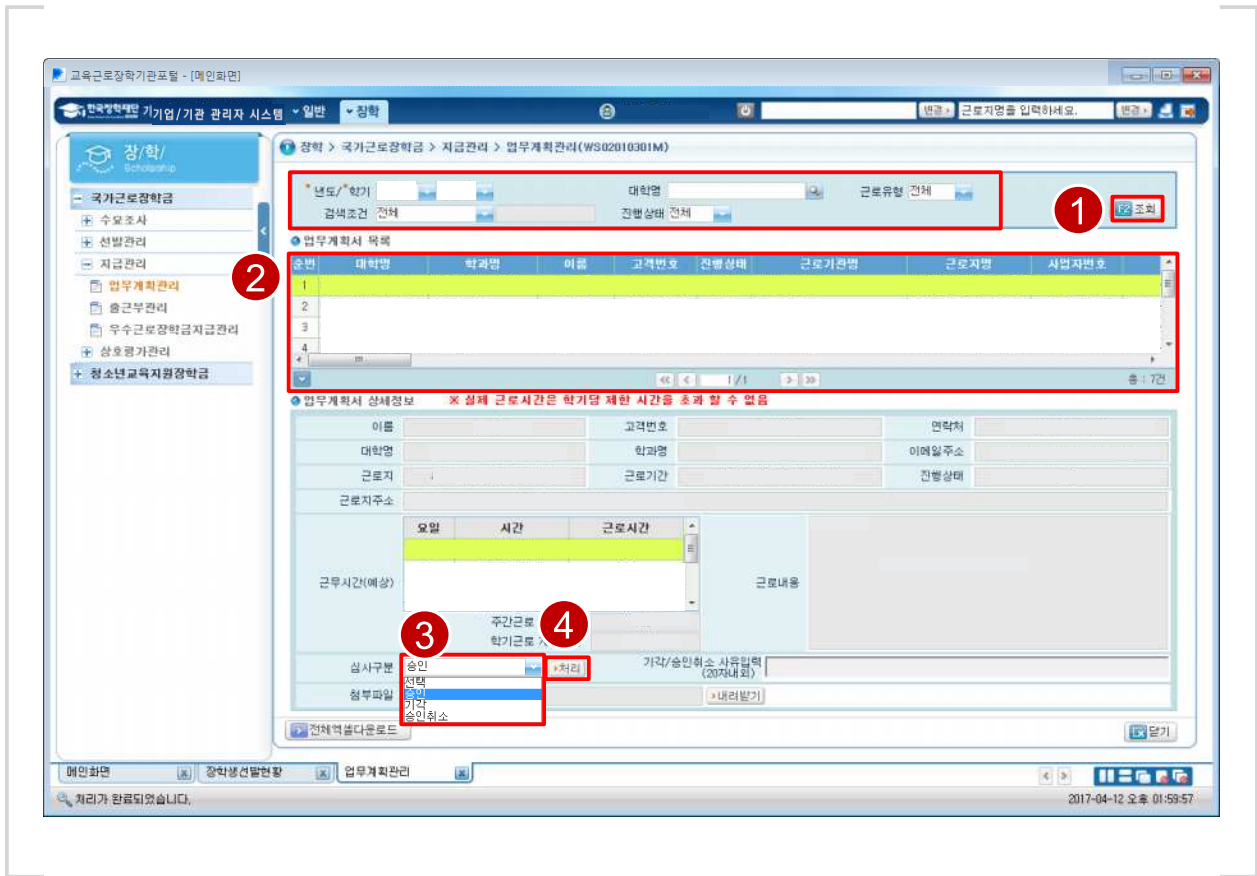 교육근로장학기관포털 - [메인화면]
한국장학재단 기기업/기관 관리자 시스템 일반 장학 변경 근로지명을 입력하세요. 변경
장/학/
Scholarship
국가근로장학금
수요조사
선발관리
지급관리
업무계획관리
출근부관리
우수근로장학금지급관리
상호평가관리
청소년교육지원장학금
장학 > 국가근로장학금 > 지급관리 > 업무계획관리(WS02010301M)
*년도/*학기 대학명 근로유형 전체
검색조건 전체 진행상태 전체
1 F2 조회
업무계획서 목록
2
순번 대학명 학과명 이름 고객번호 진행상태 근로기관명 근로지명 사업자번호
1
2
3
4
1/1 총 : 7건
업무계획서 상세정보 ※ 실제 근로시간은 학기당 제한 시간을 초과 할 수 없음
이름 고객번호 연락처
대학명 학과명 이메일주소
근로지 근로기간 진행상태
근로지주소
요일 시간 근로시간
근무시간(예상) 근로내용
주간근로
학기근로
3 4
심사구분 승인 처리 기각/승인취소 사유입력
(20자내외)
선택
승인
기각
승인취소
첨부파일 내려받기
전체엑셀다운로드 닫기
메인화면 장학생선발현황 업무계획관리
처리가 완료되었습니다. 2017-04-12 오후 01:59:57